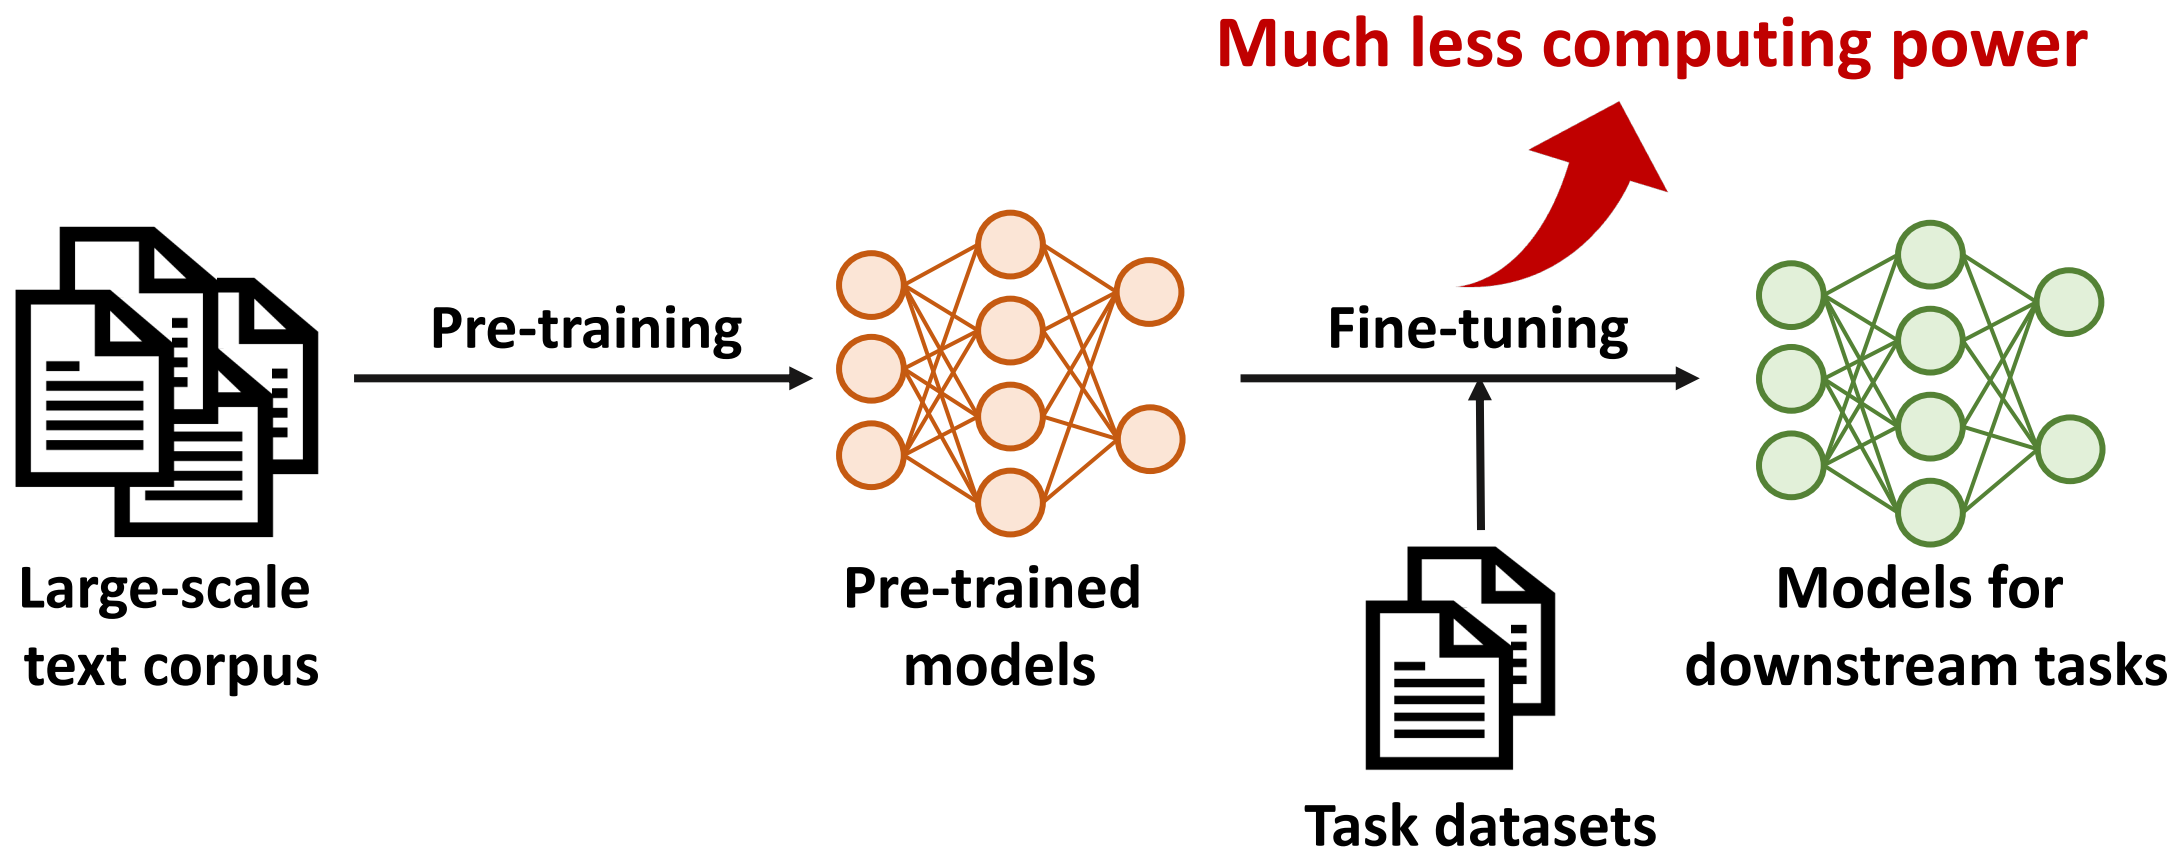 Much less computing power
Pre-training
Fine-tuning
Large-scale
text corpus
Pre-trained
models
Models for
downstream tasks
Task datasets